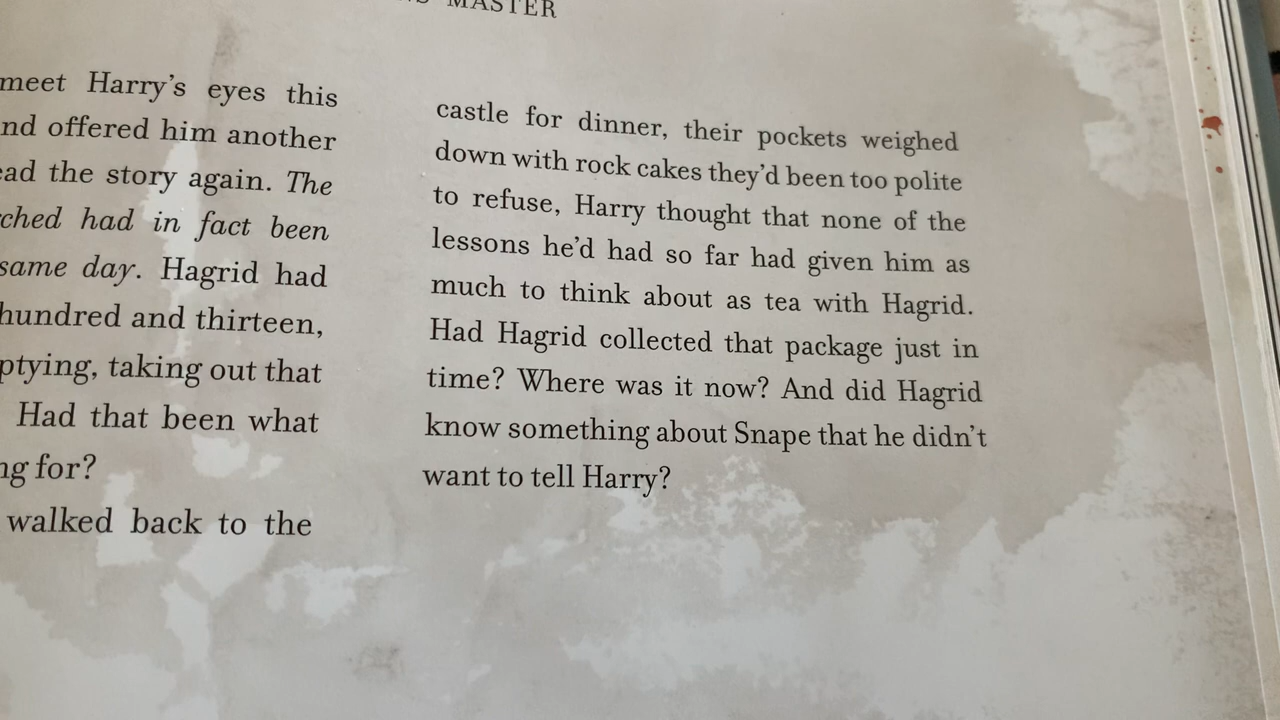 MASTER
meet Harry's eyes this
offered him another
the story again. The
had in fact been
same day. Hagrid had
hundred and thirteen,
taking out that
Had that been what
for?
walked back to the
castle for dinner, their pockets weighed
down with rock cakes they'd been too polite
to refuse, Harry thought that none of the
lessons he'd had so far had given him as
much to think about as tea with Hagrid.
Had Hagrid collected that package just in
time? Where was it now? And did Hagrid
know something about Snape that he didn't
want to tell Harry?